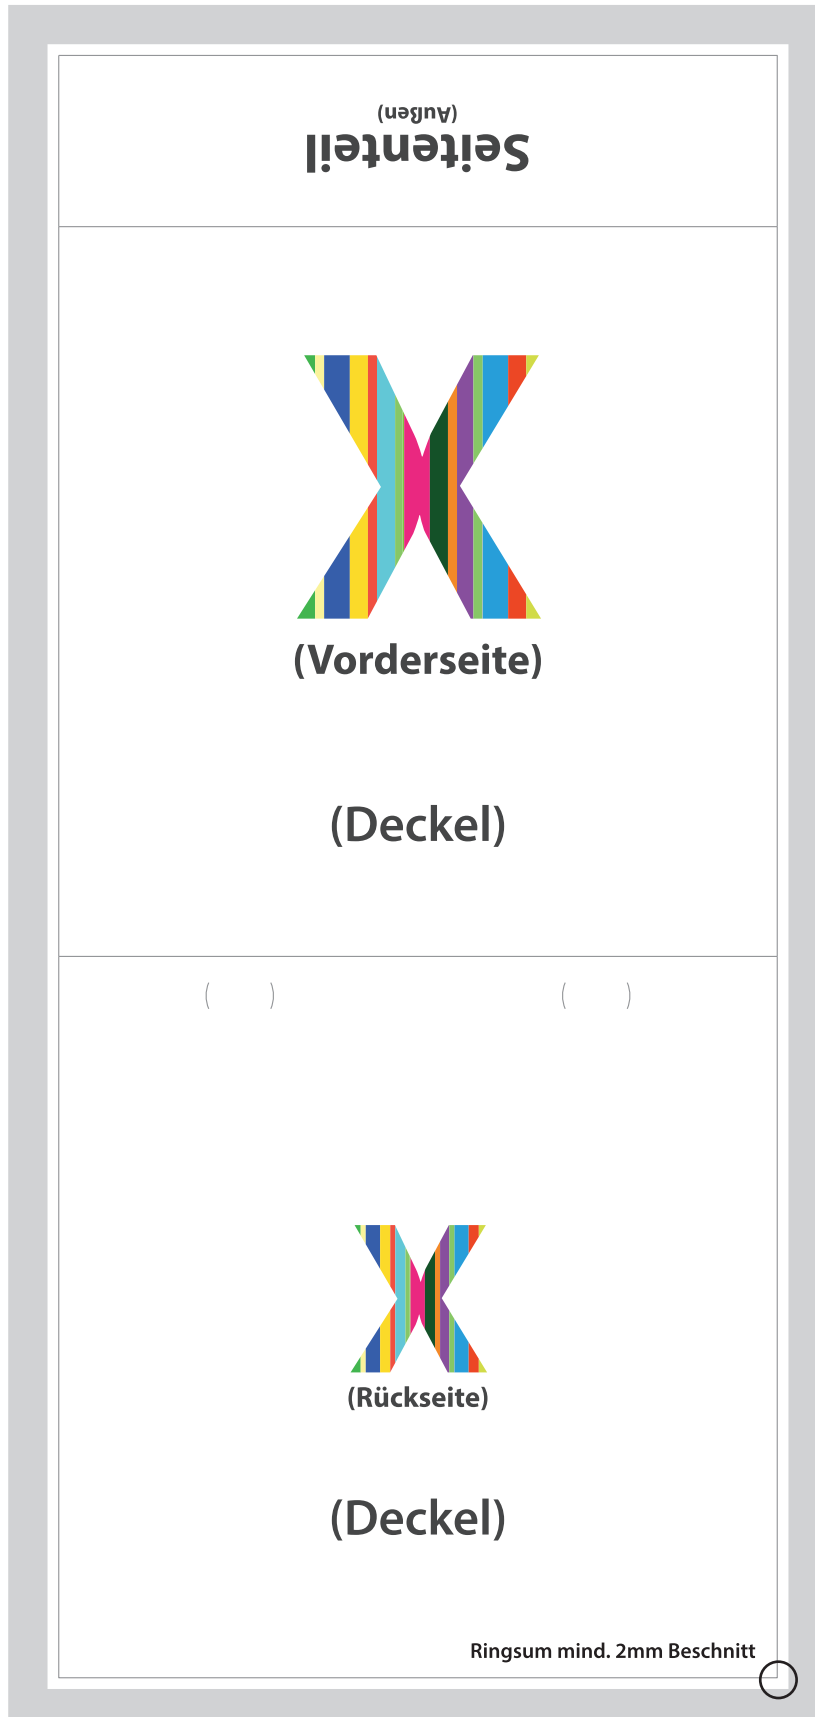 (Außen)
Seitenteil
(Vorderseite)
(Deckel)
(Rückseite)
(Deckel)
Ringsum mind. 2mm Beschnitt